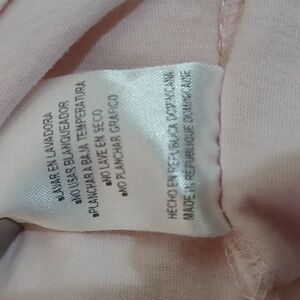 ■LAVAR EN LAVADORA
■NO USAR BLANQUEADOR
■PLANCHAR A BAJA TEMPERATURA
■NO LAVE EN SECO
■NO PLANCHAR GRAFICO
HECHO EN REPUBLICA DOMINICANA
MADE IN REPUBLIQUE DOMINICAINE